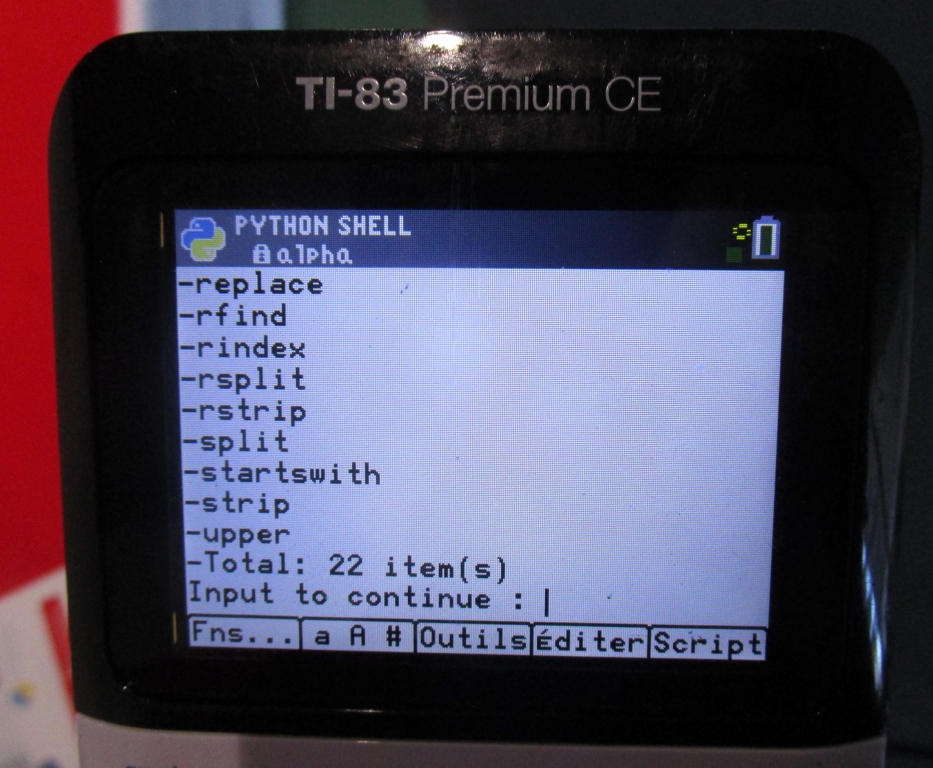 TI-83 Premium CE
PYTHON SHELL
alpha
-replace
-rfind
-rindex
-rsplit
-rstrip
-split
-startswith
-strip
-upper
-Total: 22 item(s)
Input to continue : |
Fns... a A # Outils Éditer Script